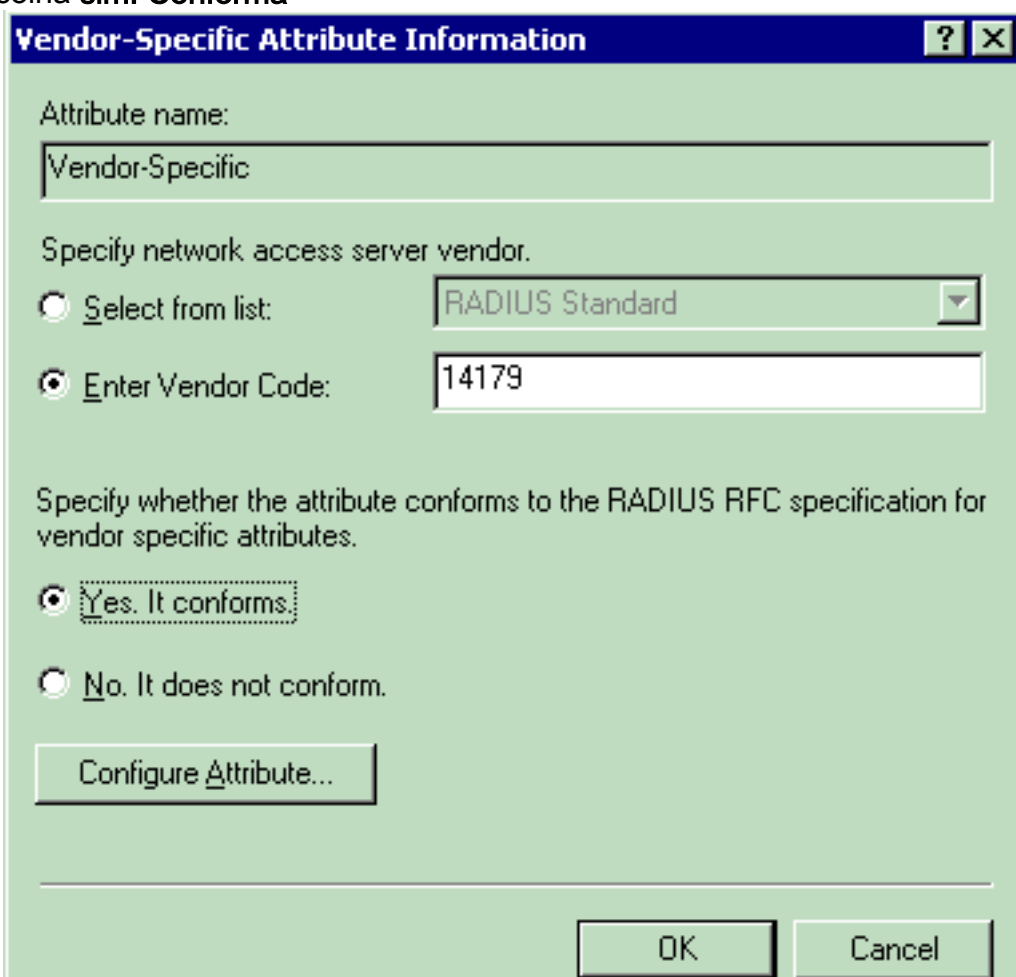 sim. Conforma
Vendor-Specific Attribute Information
Attribute name:
Vendor-Specific
Specify network access server vendor.
Select from list:
RADIUS Standard
Enter Vendor Code:
14179
Specify whether the attribute conforms to the RADIUS RFC specification for
vendor specific attributes.
Yes. It conforms.
No. It does not conform.
Configure Attribute...
OK
Cancel